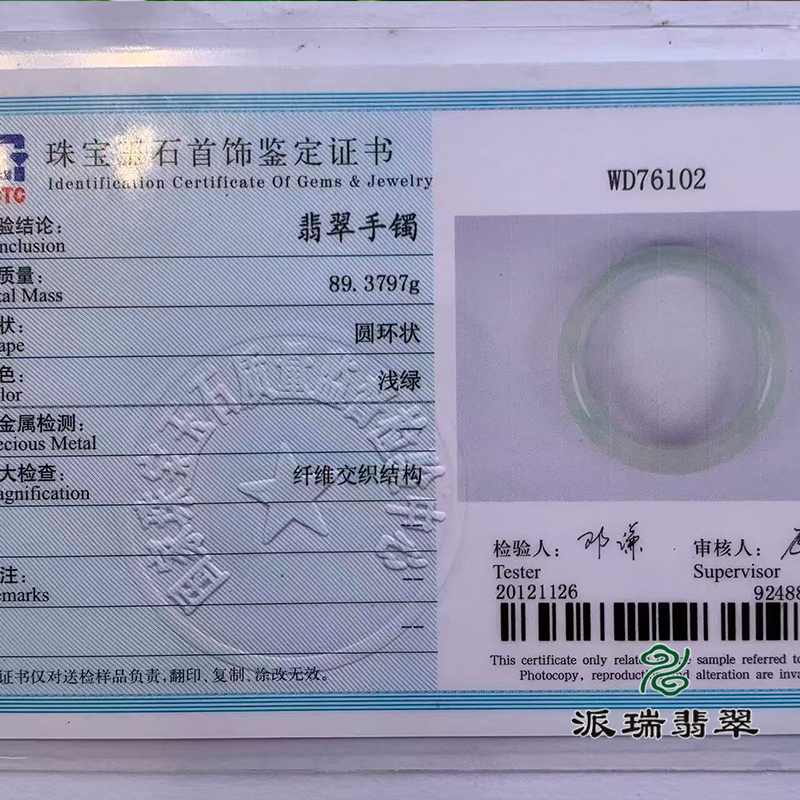 珠宝玉石首饰鉴定证书
Identification Certificate Of Gems & Jewelry
TC
验结论: 翡翠手镯
nclusion
质量: 89.3797g
tal Mass
状: 圆环状
ape
色: 浅绿
lor
金属检测:
ecious Metal
大检查: 纤维交织结构
agnification
注: --
emarks
--
证书仅对送检样品负责,翻印、复制、涂改无效。
WD76102
检验人: 邓谦 审核人:
Tester Supervisor
20121126 92488
This certificate only relat sample referred to
Photocopy, reproduct alteration are inva
派瑞翡翠